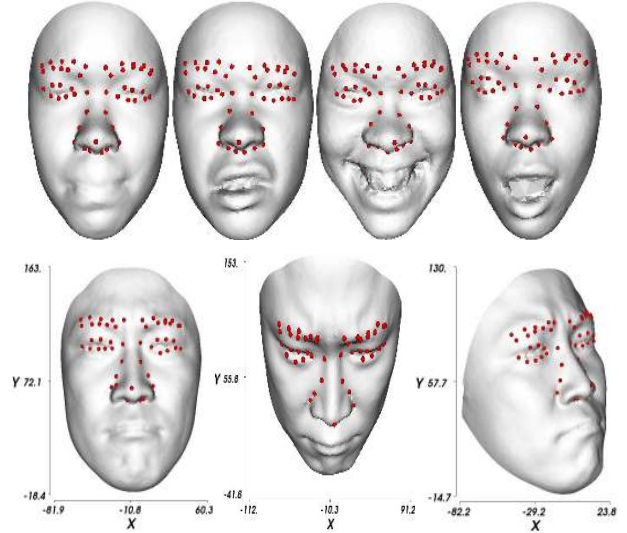 163.
Y 72.1
-18.4
-81.9 -10.8 60.3
X
153.
Y 55.6
-41.8
-112. -10.3 91.2
X
130.
Y 57.7
-14.7
-82.2 -29.2 23.8
X